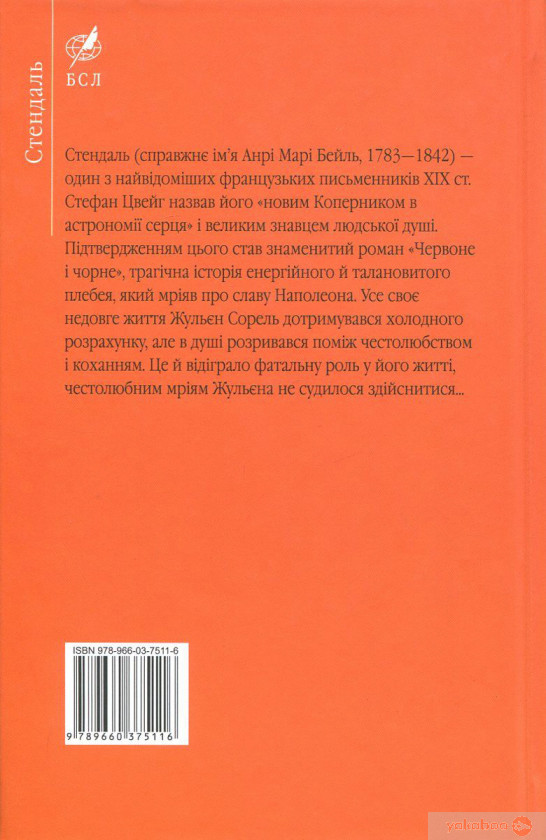 Стендаль
БСЛ
Стендаль (справжнє ім'я Анрі Марі Бейль, 1783—1842) —
один з найвідоміших французьких письменників XIX ст.
Стефан Цвейг назвав його «новим Коперником в
астрономії серця» і великим знавцем людської душі.
Підтвердженням цього став знаменитий роман «Червоне
і чорне», трагічна історія енергійного й талановитого
плебея, який мріяв про славу Наполеона. Усе своє
недовге життя Жульєн Сорель дотримувався холодного
розрахунку, але в душі розривався поміж честолюбством
і коханням. Це й відіграло фатальну роль у його житті,
честолюбним мріям Жульєна не судилося здійснитися...
ISBN 978-966-03-7511-6
9 789660 375116